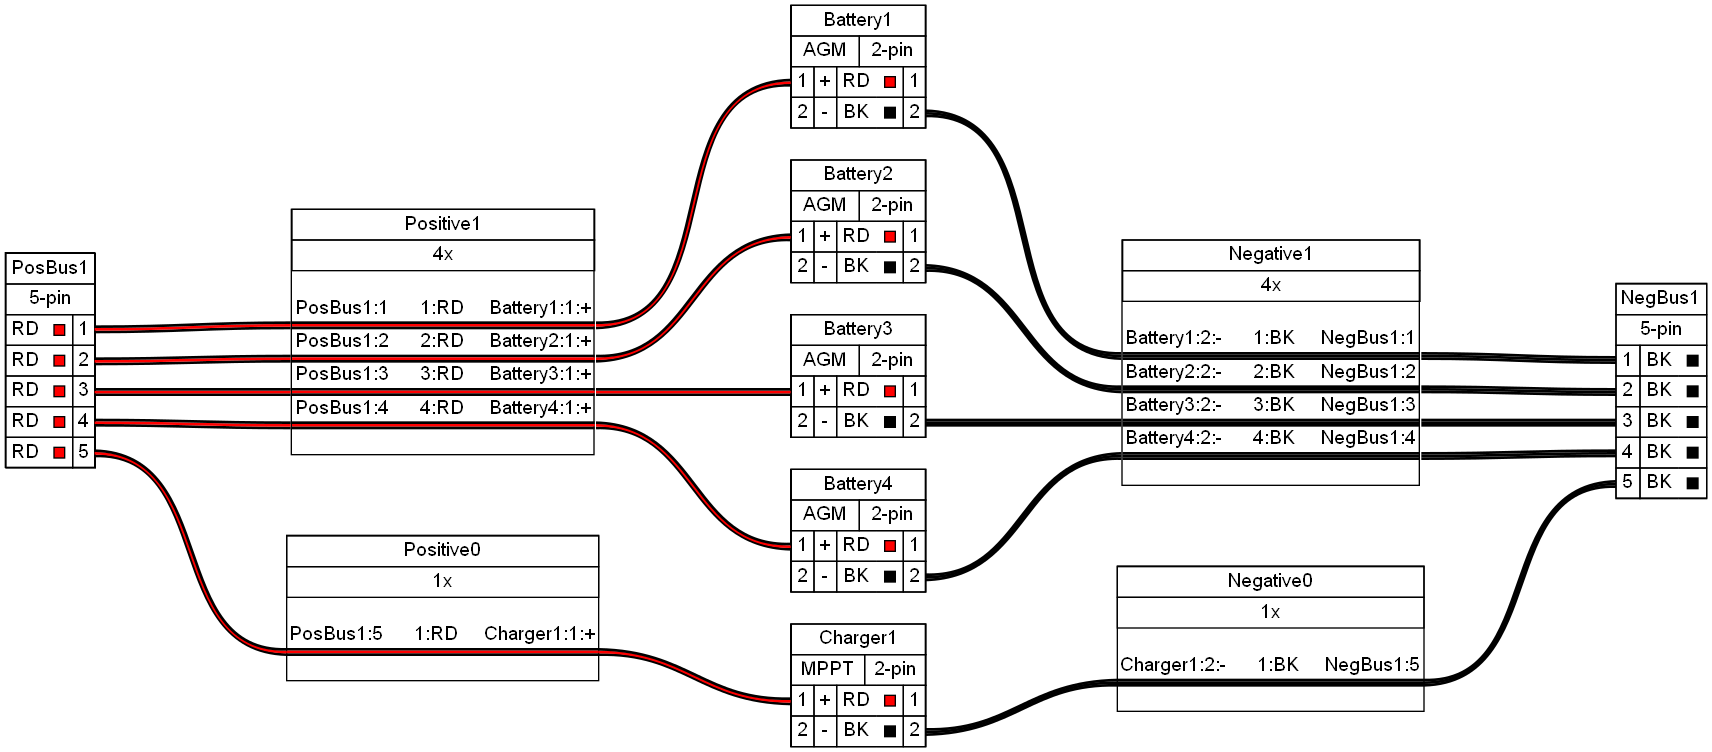 PosBus1
5-pin
RD 1
RD 2
RD 3
RD 4
RD 5
Positive1
4x
PosBus1:1 1:RD Battery1:1:+
PosBus1:2 2:RD Battery2:1:+
PosBus1:3 3:RD Battery3:1:+
PosBus1:4 4:RD Battery4:1:+
Positive0
1x
PosBus1:5 1:RD Charger1:1:+
Battery1
AGM 2-pin
1 + RD 1
2 - BK 2
Battery2
AGM 2-pin
1 + RD 1
2 - BK 2
Battery3
AGM 2-pin
1 + RD 1
2 - BK 2
Battery4
AGM 2-pin
1 + RD 1
2 - BK 2
Charger1
MPPT 2-pin
1 + RD 1
2 - BK 2
Negative1
4x
Battery1:2:- 1:BK NegBus1:1
Battery2:2:- 2:BK NegBus1:2
Battery3:2:- 3:BK NegBus1:3
Battery4:2:- 4:BK NegBus1:4
Negative0
1x
Charger1:2:- 1:BK NegBus1:5
NegBus1
5-pin
1 BK
2 BK
3 BK
4 BK
5 BK